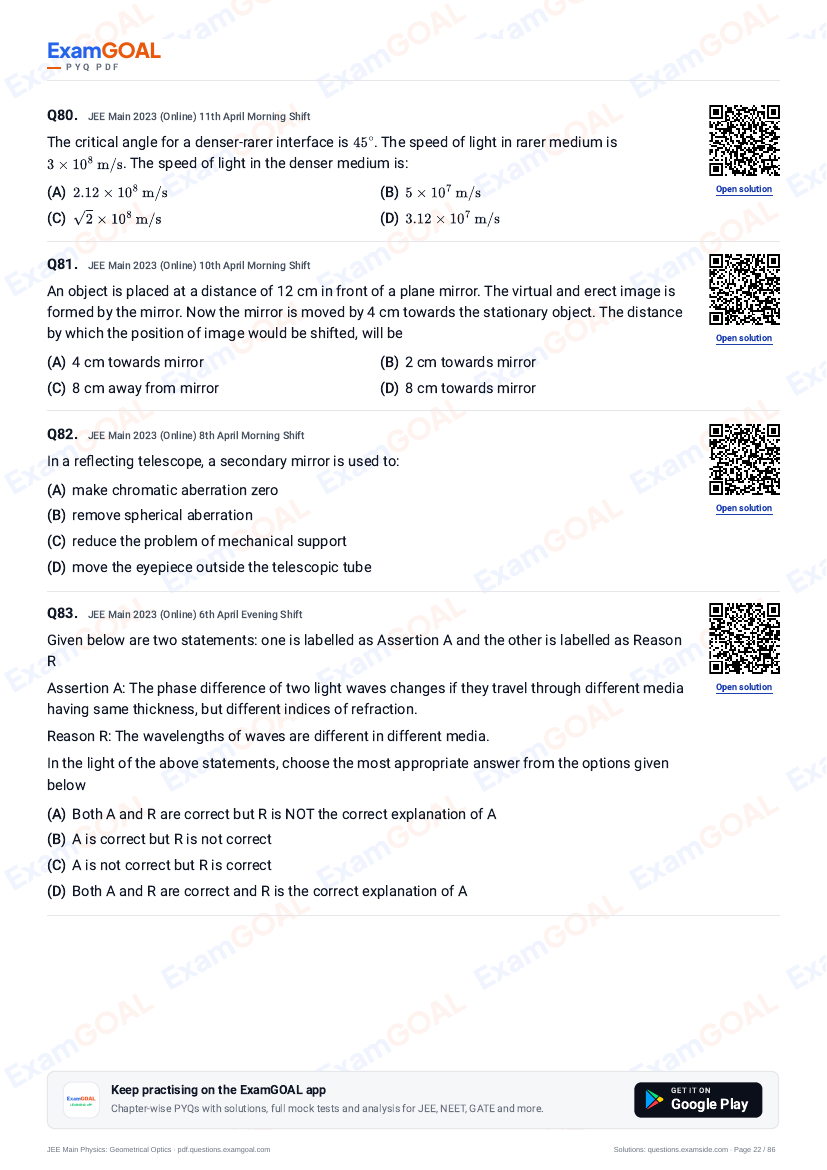 ExamGOAL
PYQ PDF
Q80. JEE Main 2023 (Online) 11th April Morning Shift
The critical angle for a denser-rarer interface is 45°. The speed of light in rarer medium is
3 × 10⁸ m/s. The speed of light in the denser medium is:
(A) 2.12 × 10⁸ m/s
(B) 5 × 10⁷ m/s
(C) √2 × 10⁸ m/s
(D) 3.12 × 10⁷ m/s
Open solution
Q81. JEE Main 2023 (Online) 10th April Morning Shift
An object is placed at a distance of 12 cm in front of a plane mirror. The virtual and erect image is
formed by the mirror. Now the mirror is moved by 4 cm towards the stationary object. The distance
by which the position of image would be shifted, will be
(A) 4 cm towards mirror
(B) 2 cm towards mirror
(C) 8 cm away from mirror
(D) 8 cm towards mirror
Open solution
Q82. JEE Main 2023 (Online) 8th April Morning Shift
In a reflecting telescope, a secondary mirror is used to:
(A) make chromatic aberration zero
(B) remove spherical aberration
(C) reduce the problem of mechanical support
(D) move the eyepiece outside the telescopic tube
Open solution
Q83. JEE Main 2023 (Online) 6th April Evening Shift
Given below are two statements: one is labelled as Assertion A and the other is labelled as Reason
R
Assertion A: The phase difference of two light waves changes if they travel through different media
having same thickness, but different indices of refraction.
Reason R: The wavelengths of waves are different in different media.
In the light of the above statements, choose the most appropriate answer from the options given
below
(A) Both A and R are correct but R is NOT the correct explanation of A
(B) A is correct but R is not correct
(C) A is not correct but R is correct
(D) Both A and R are correct and R is the correct explanation of A
Open solution
ExamGOAL
Keep practising on the ExamGOAL app
Chapter-wise PYQs with solutions, full mock tests and analysis for JEE, NEET, GATE and more.
GET IT ON
Google Play
JEE Main Physics: Geometrical Optics · pdf.questions.examgoal.com
Solutions: questions.examside.com · Page 22 / 86